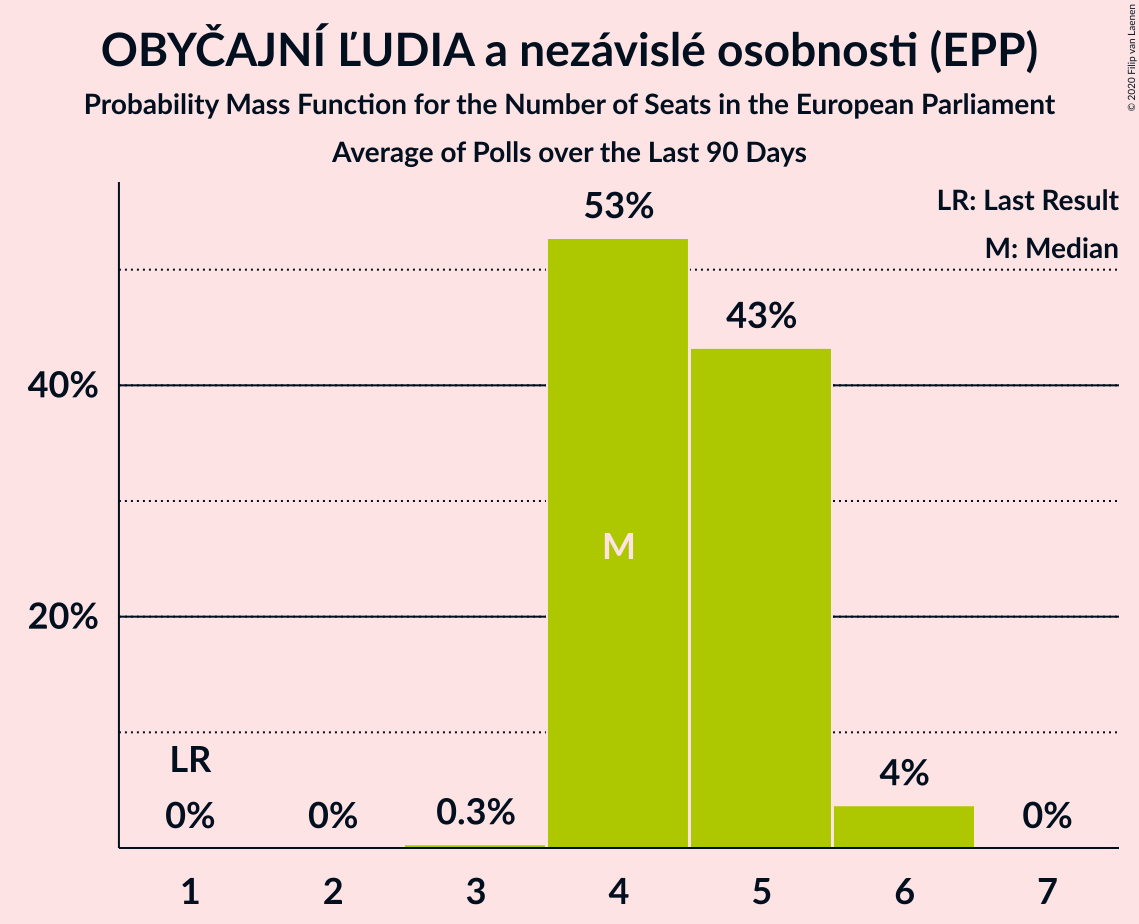 OBYČAJNÍ ĽUDIA a nezávislé osobnosti (EPP)
Probability Mass Function for the Number of Seats in the European Parliament
Average of Polls over the Last 90 Days
© 2020 Filip van Laenen
LR: Last Result
M: Median
53%
43%
40%
M
20%
LR
4%
0%
0%
0.3%
0%
1
2
3
4
5
6
7